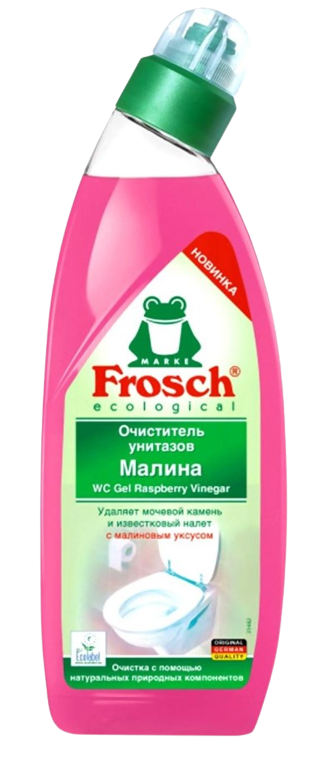 НОВИНКА
MARKE
Frosch®
ecological
Очиститель
унитазов
Малина
WC Gel Raspberry Vinegar
Удаляет мочевой камень
и известковый налет
с малиновым уксусом
Ecolabel
ORIGINAL
GERMAN
QUALITY
Очистка с помощью
натуральных природных компонентов